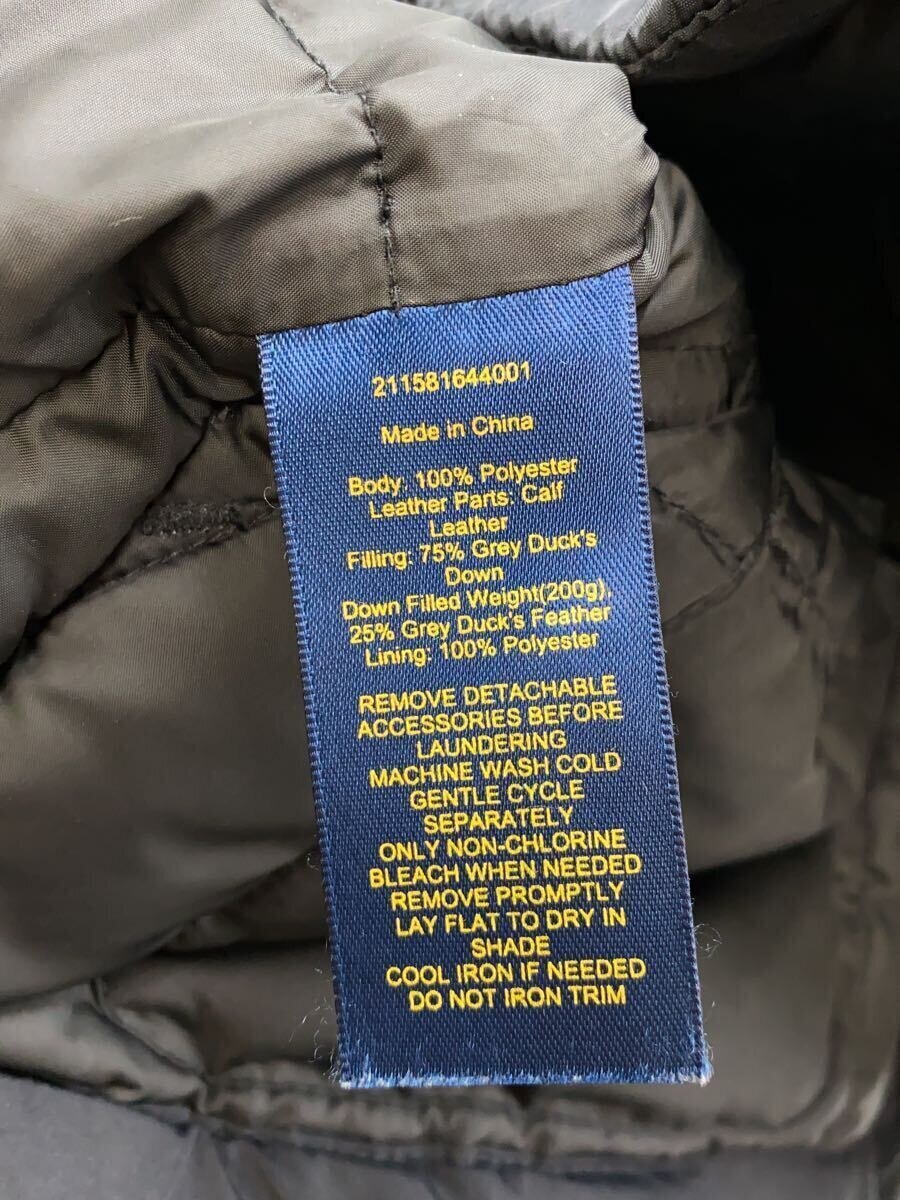 211581644001
Made in China
Body: 100% Polyester
Leather Parts: Calf
Leather
Filling: 75% Grey Duck's
Down
Down Filled Weight(200g),
25% Grey Duck's Feather
Lining: 100% Polyester
REMOVE DETACHABLE
ACCESSORIES BEFORE
LAUNDERING
MACHINE WASH COLD
GENTLE CYCLE
SEPARATELY
ONLY NON-CHLORINE
BLEACH WHEN NEEDED
REMOVE PROMPTLY
LAY FLAT TO DRY IN
SHADE
COOL IRON IF NEEDED
DO NOT IRON TRIM